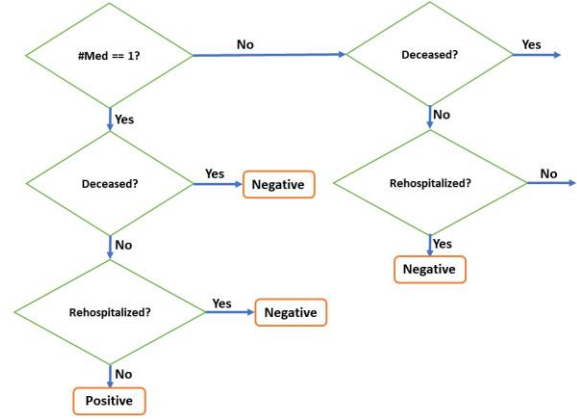 #Med == 1?
No
Deceased?
Yes
Yes
No
Deceased?
Yes
Negative
Rehospitalized?
No
No
Yes
Negative
Rehospitalized?
Yes
Negative
No
Positive